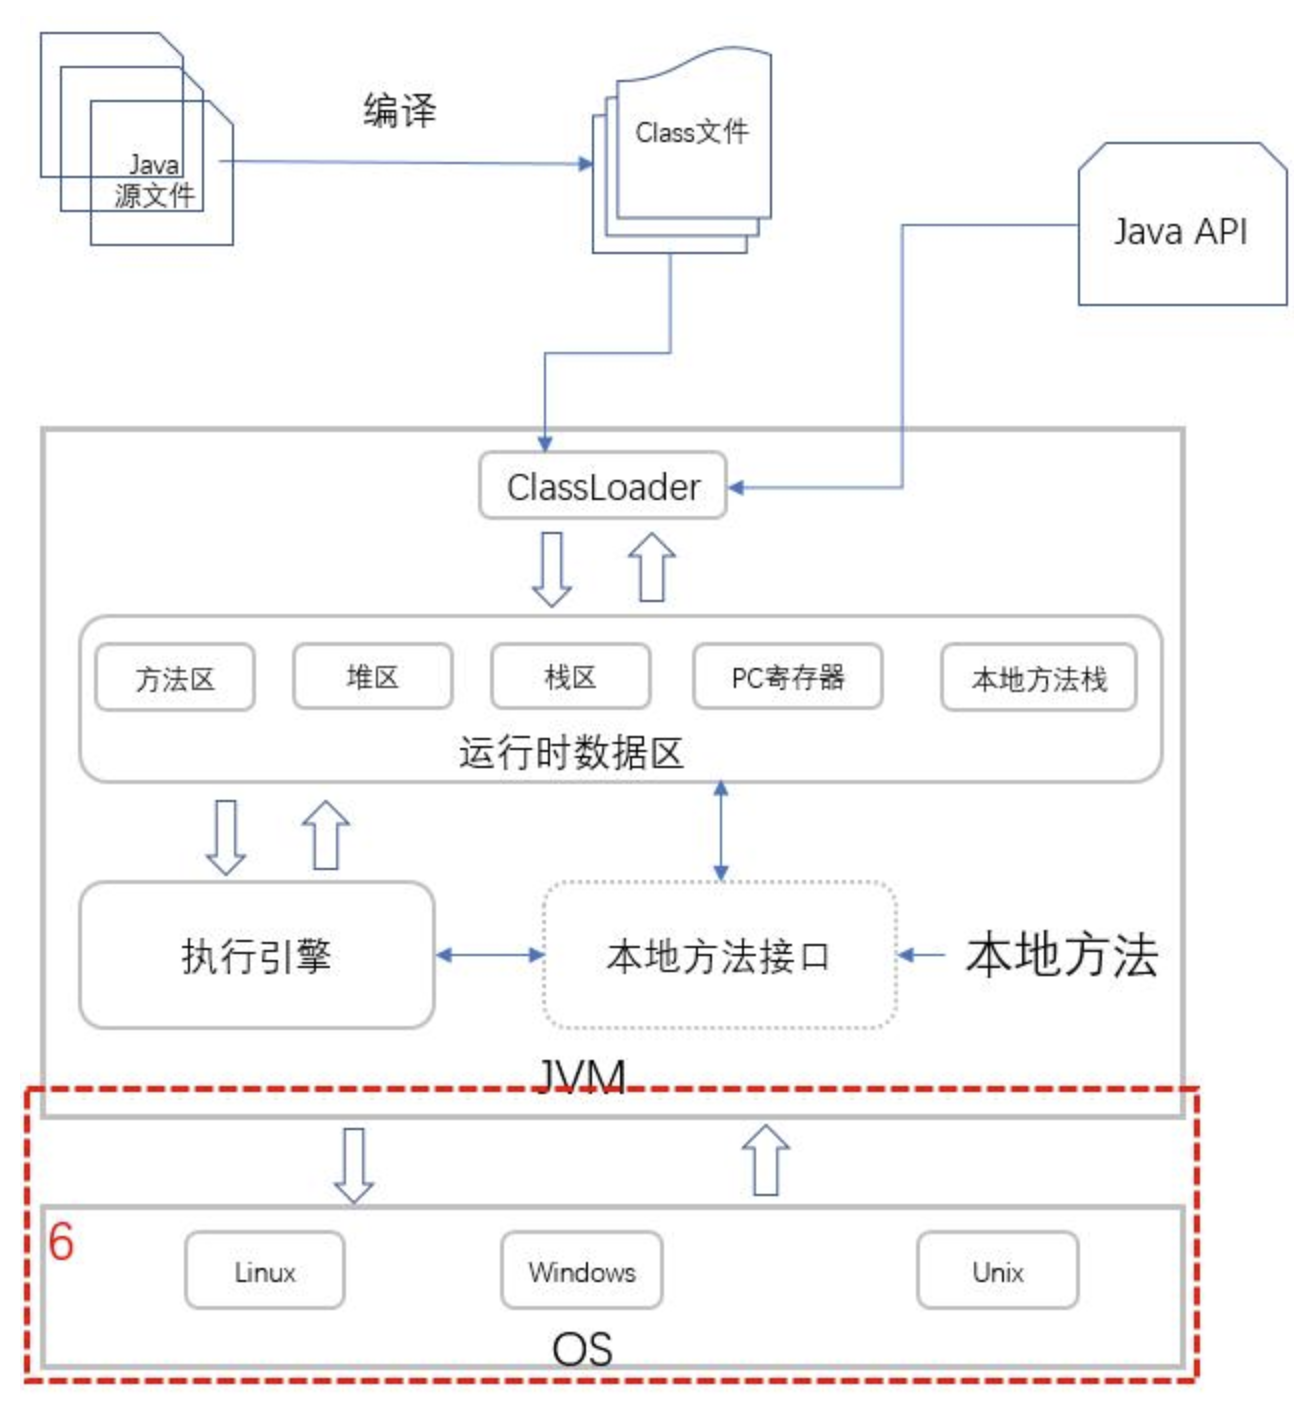 编译
Class文件
Java
源文件
Java API
ClassLoader
方法区
堆区
栈区
PC寄存器
本地方法栈
运行时数据区
执行引擎
本地方法接口
本地方法
JVM
6
Linux
Windows
Unix
OS